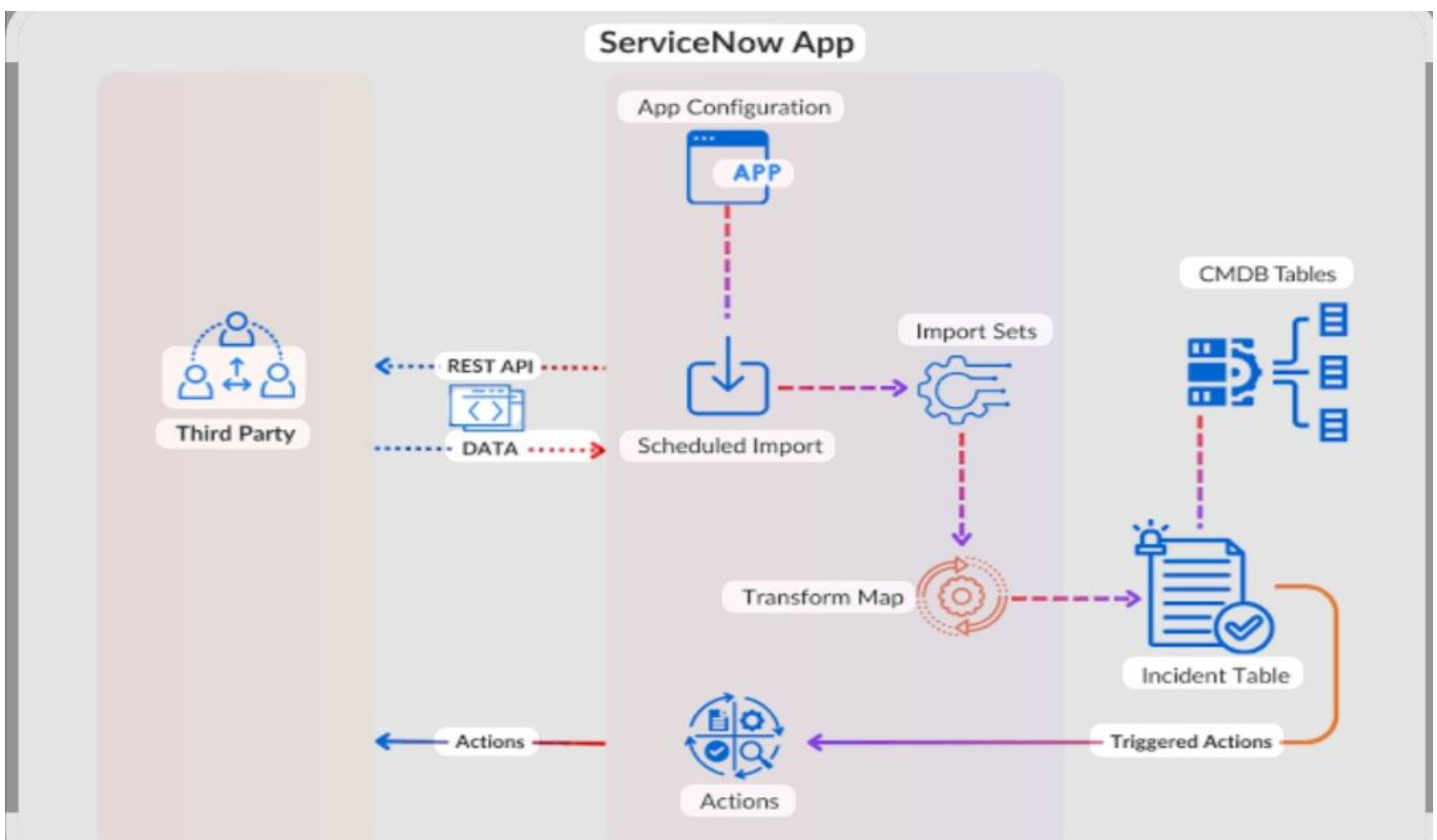 ServiceNow App
App Configuration
APP
CMDB Tables
Import Sets
REST API
Third Party
DATA
Scheduled Import
Transform Map
Incident Table
Actions
Triggered Actions
Actions